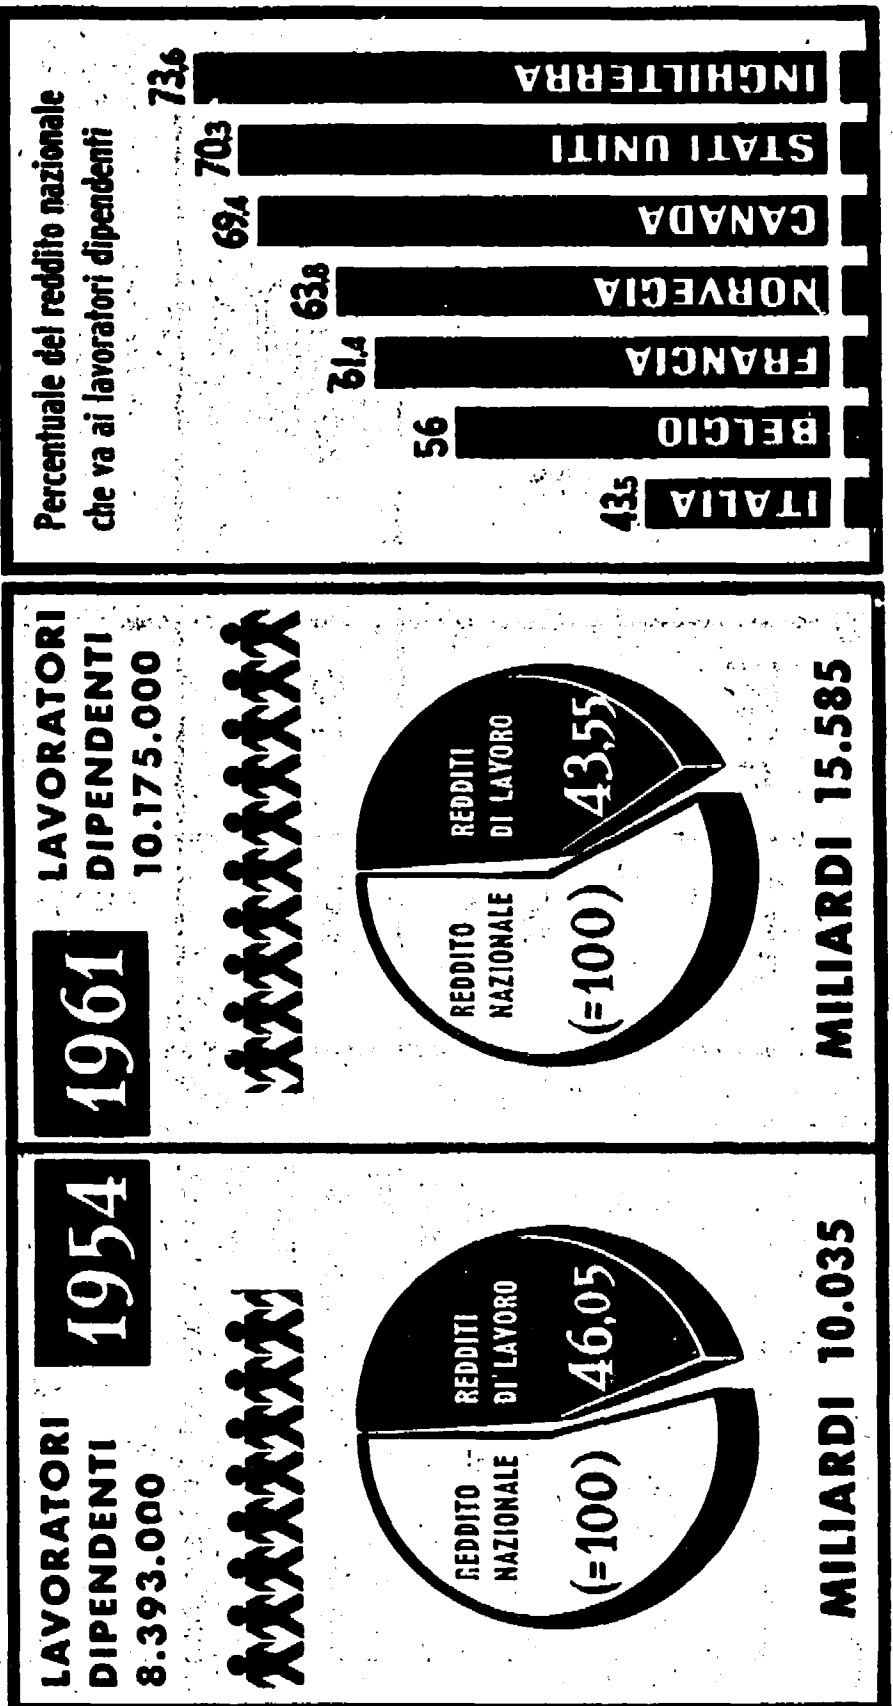 LAVORATORI
DIPENDENTI
8.393.000
1954
REDDITO
NAZIONALE
(=100)
REDDITI
DI LAVORO
46,05
MILIARDI 10.035
1961
LAVORATORI
DIPENDENTI
10.175.000
REDDITO
NAZIONALE
(=100)
REDDITI
DI LAVORO
43,55
MILIARDI 15.585
Percentuale del reddito nazionale
che va ai lavoratori dipendenti
43.5
ITALIA
56
BELGIO
61,4
FRANCIA
63.8
NORVEGIA
69.4
CANADA
70.3
STATI UNITI
73,6
INGHILTERRA